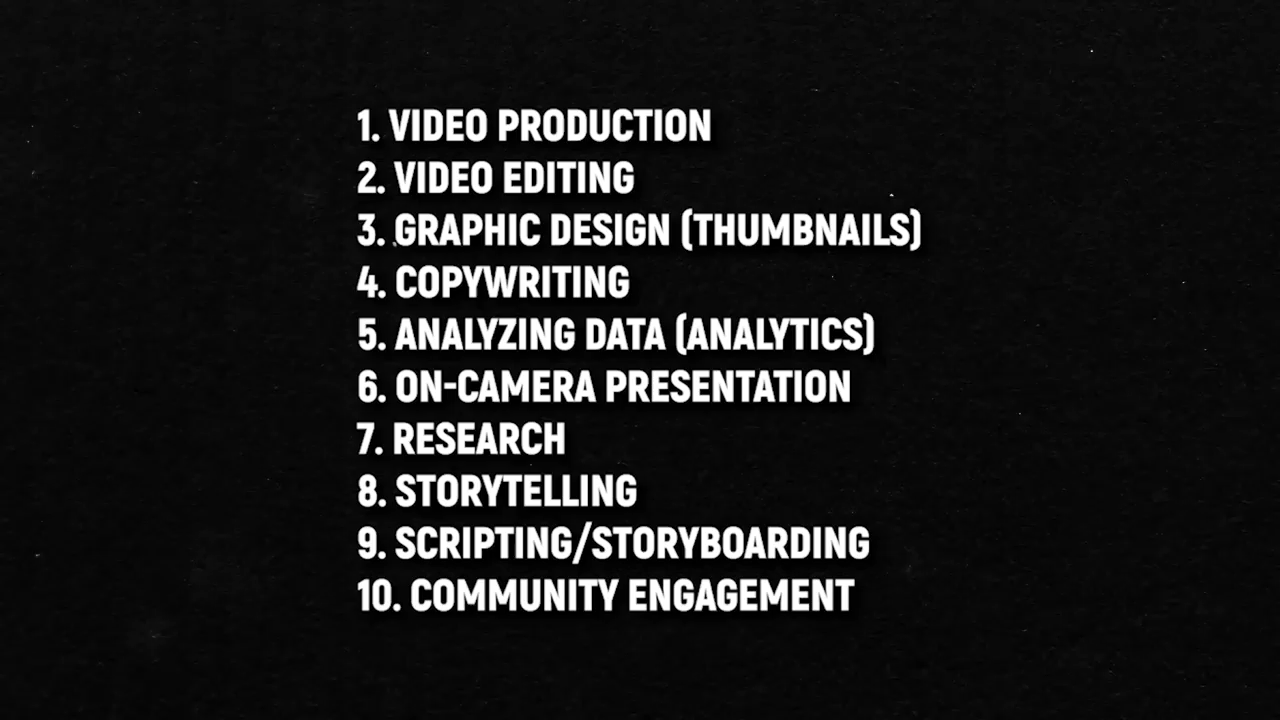 1. VIDEO PRODUCTION
2. VIDEO EDITING
3. GRAPHIC DESIGN (THUMBNAILS)
4. COPYWRITING
5. ANALYZING DATA (ANALYTICS)
6. ON-CAMERA PRESENTATION
7. RESEARCH
8. STORYTELLING
9. SCRIPTING/STORYBOARDING
10. COMMUNITY ENGAGEMENT